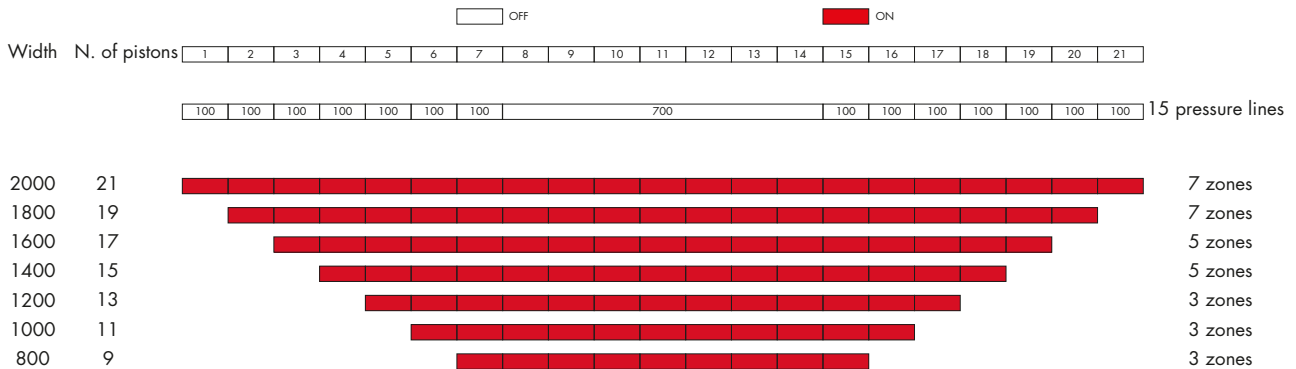 OFF ON
Width N. of pistons 1 2 3 4 5 6 7 8 9 10 11 12 13 14 15 16 17 18 19 20 21
100 100 100 100 100 100 100 700 100 100 100 100 100 100 100 15 pressure lines
2000 21 7 zones
1800 19 7 zones
1600 17 5 zones
1400 15 5 zones
1200 13 3 zones
1000 11 3 zones
800 9 3 zones